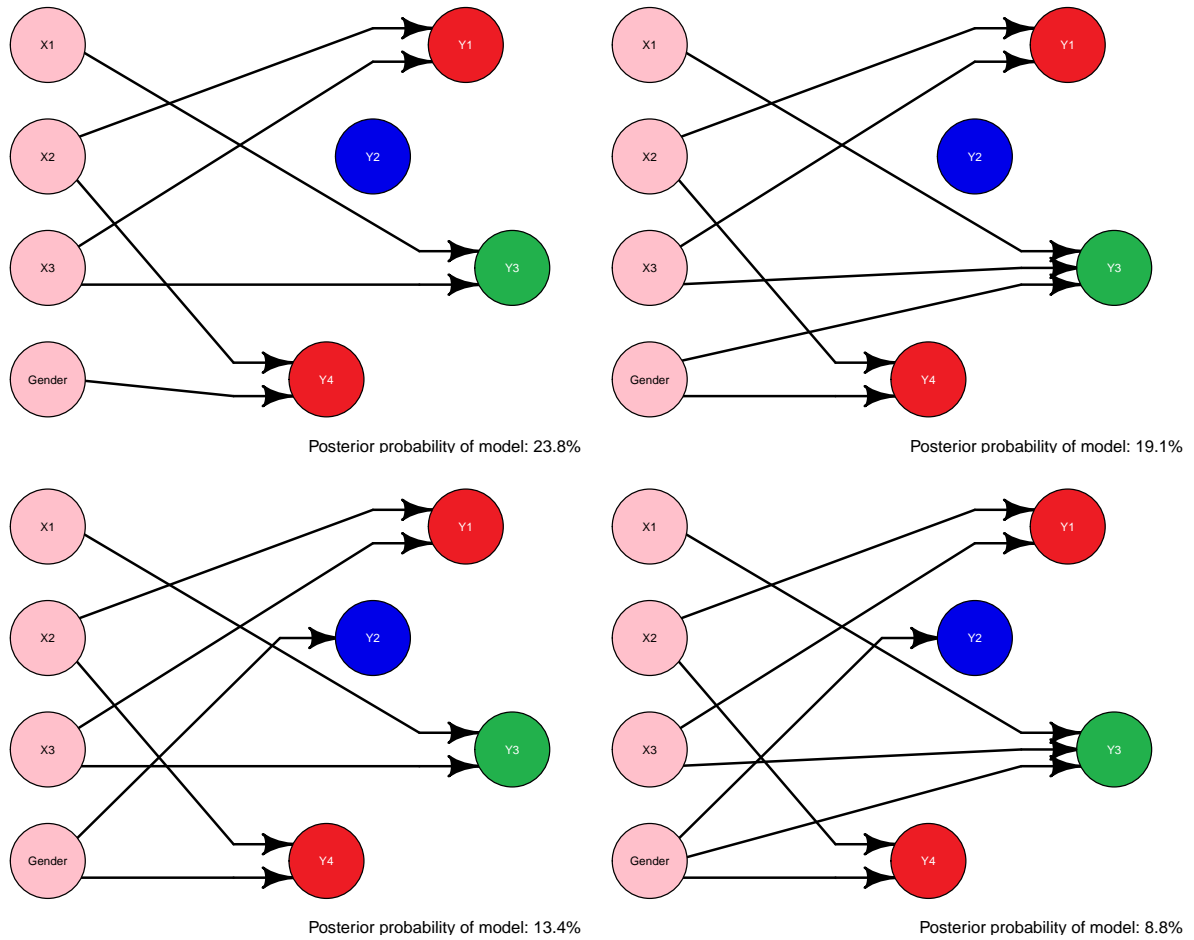 X1
Y1
X2
Y2
X3
Y3
Gender
Y4
Posterior probability of model: 23.8%
X1
Y1
X2
Y2
X3
Y3
Gender
Y4
Posterior probability of model: 19.1%
X1
Y1
X2
Y2
X3
Y3
Gender
Y4
Posterior probability of model: 13.4%
X1
Y1
X2
Y2
X3
Y3
Gender
Y4
Posterior probability of model: 8.8%